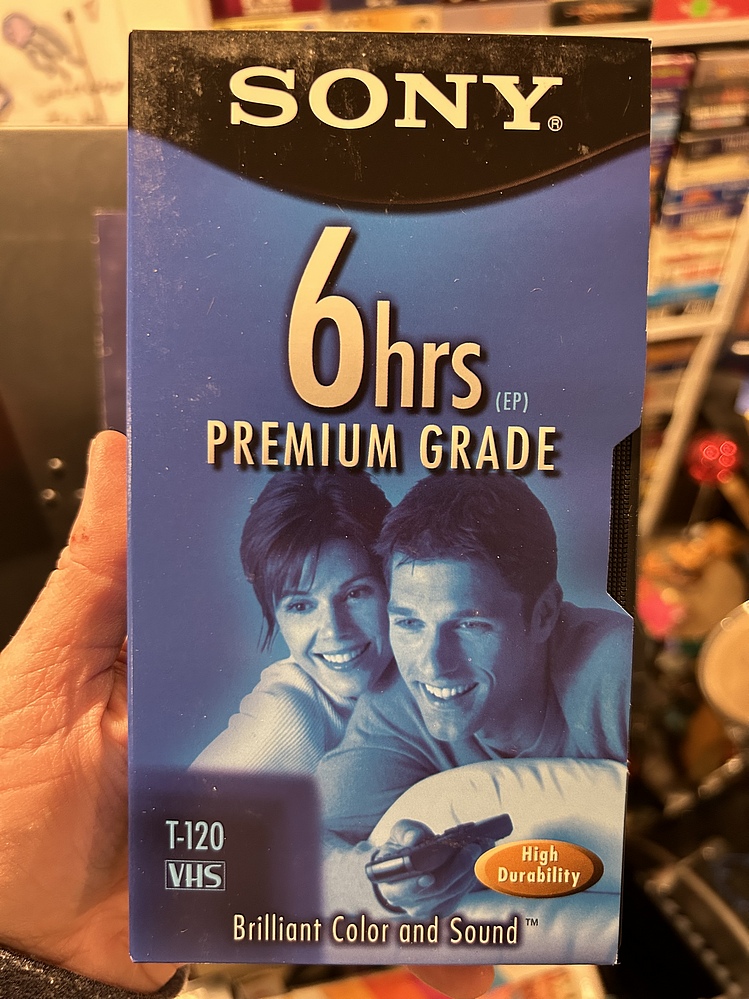 SONY®
6hrs (EP)
PREMIUM GRADE
T-120
VHS
High
Durability
Brilliant Color and Sound™